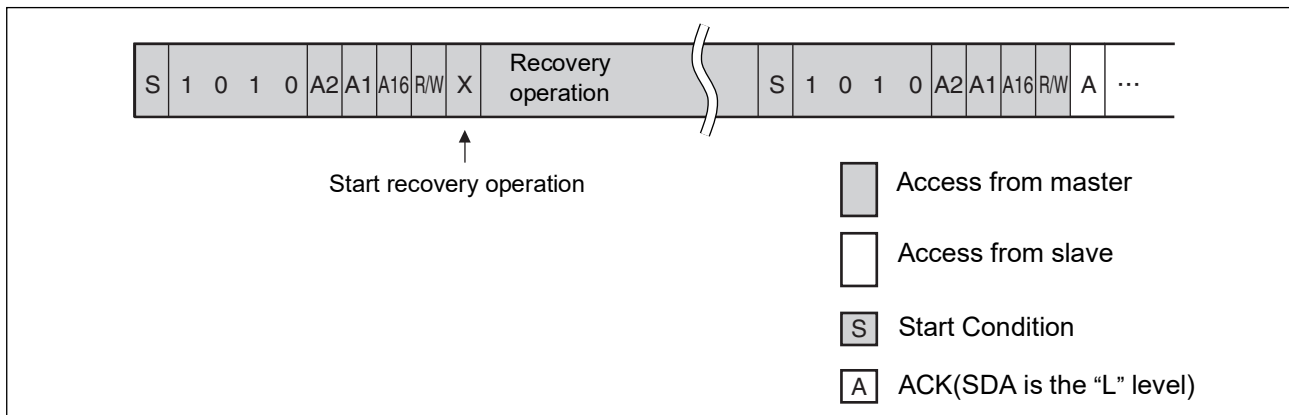 S 1 0 1 0 A2 A1 A16 R/W X Recovery operation S 1 0 1 0 A2 A1 A16 R/W A ...
Start recovery operation
Access from master
Access from slave
S Start Condition
A ACK(SDA is the “L” level)